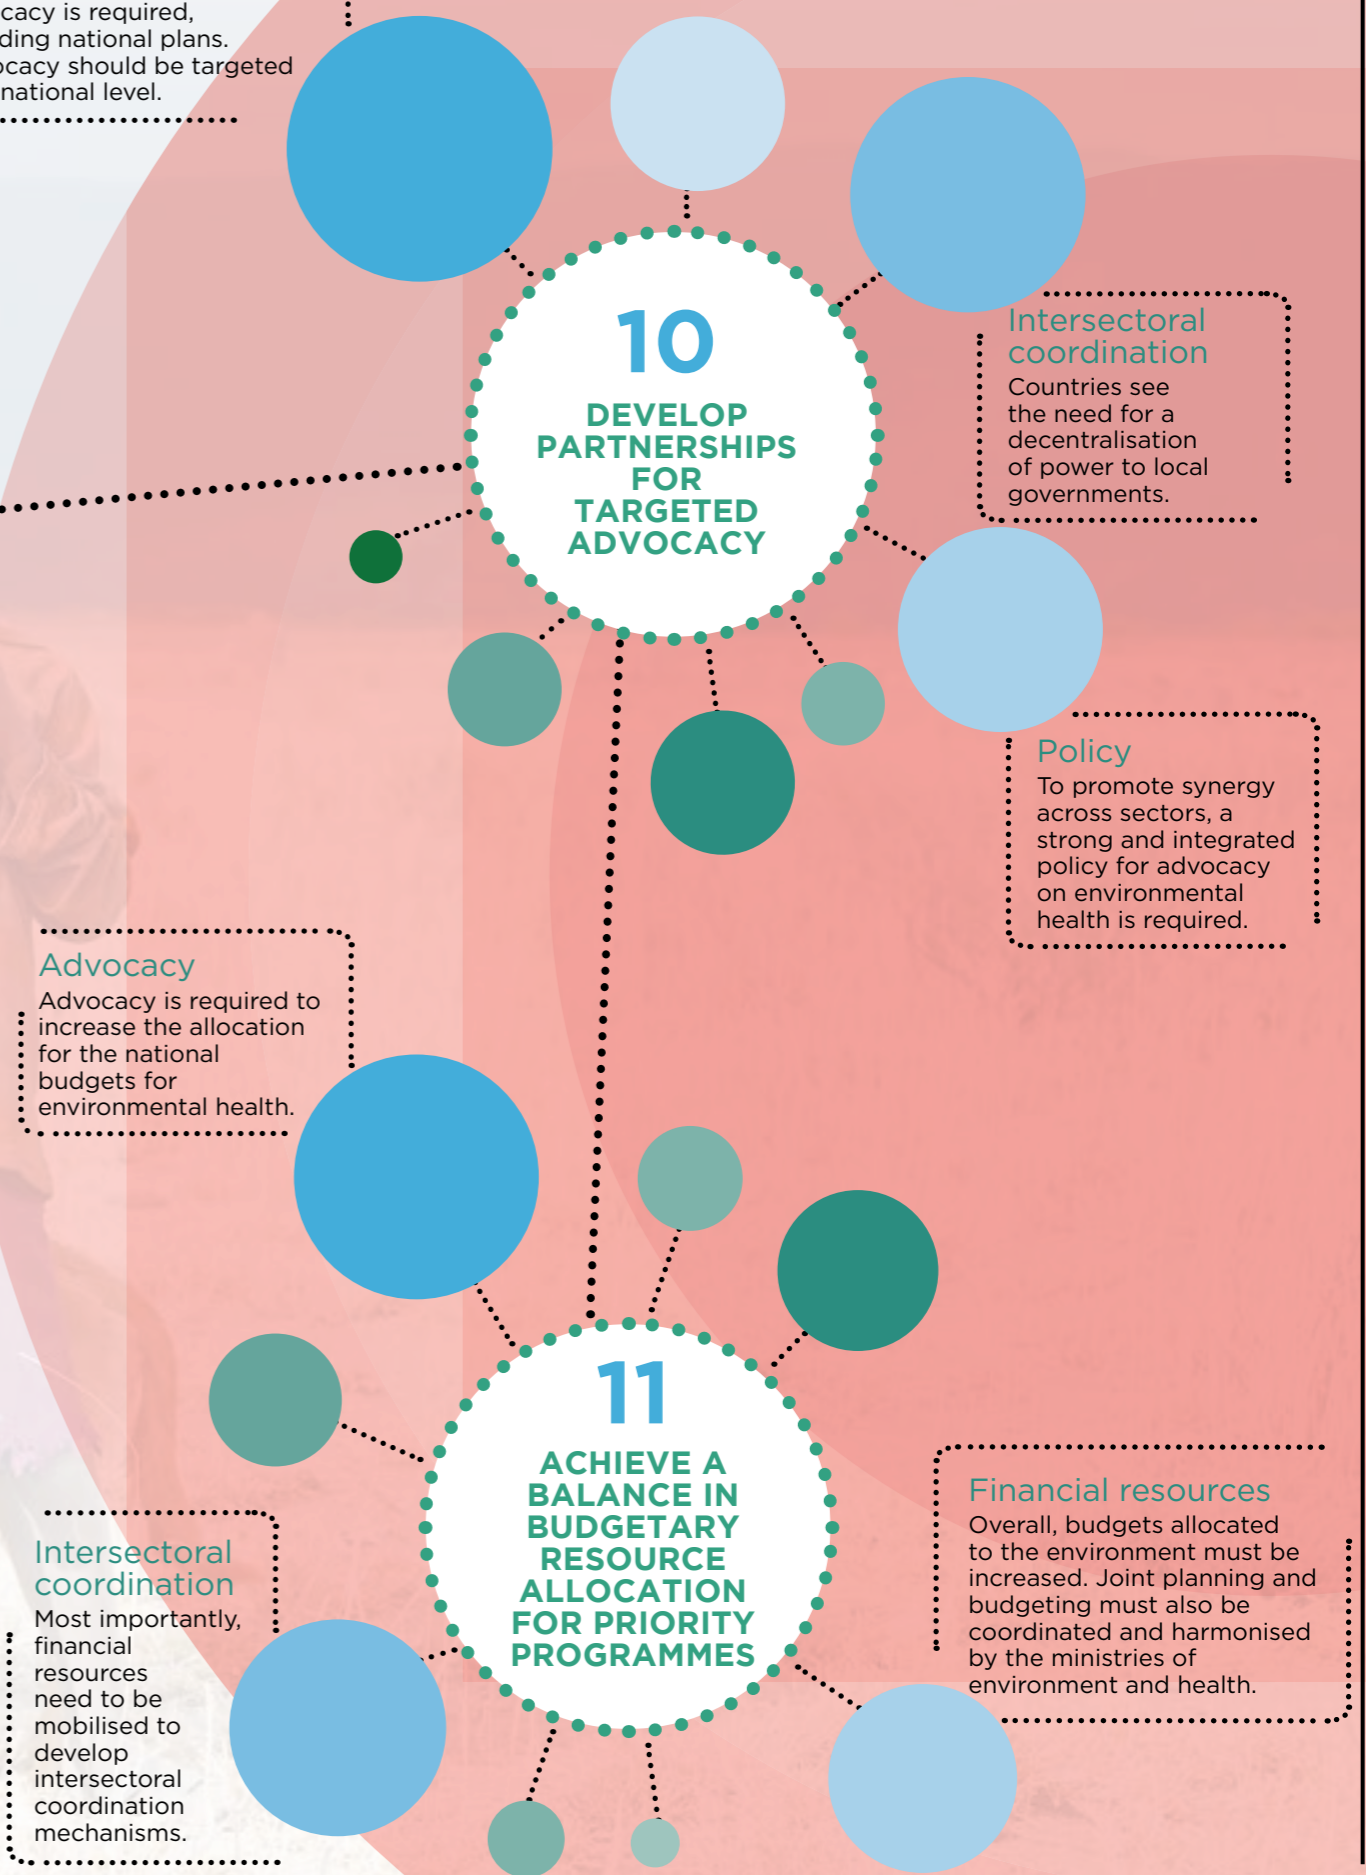 cacy is required,
ding national plans.
ocacy should be targeted
national level.
10
DEVELOP
PARTNERSHIPS
FOR
TARGETED
ADVOCACY
Intersectoral
coordination
Countries see
the need for a
decentralisation
of power to local
governments.
Policy
To promote synergy
across sectors, a
strong and integrated
policy for advocacy
on environmental
health is required.
Advocacy
Advocacy is required to
increase the allocation
for the national
budgets for
environmental health.
11
ACHIEVE A
BALANCE IN
BUDGETARY
RESOURCE
ALLOCATION
FOR PRIORITY
PROGRAMMES
Financial resources
Overall, budgets allocated
to the environment must be
increased. Joint planning and
budgeting must also be
coordinated and harmonised
by the ministries of
environment and health.
Intersectoral
coordination
Most importantly,
financial
resources
need to be
mobilised to
develop
intersectoral
coordination
mechanisms.